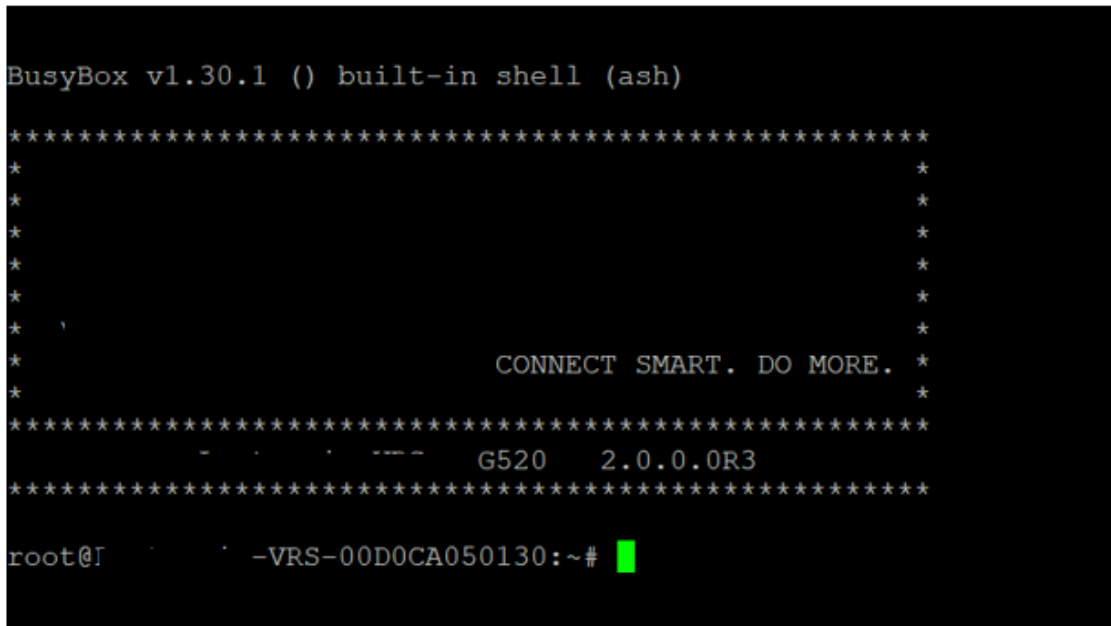 BusyBox v1.30.1 () built-in shell (ash)
*****************************************************
* *
* *
* *
* *
* *
* *
* CONNECT SMART. DO MORE. *
* *
*****************************************************
G520 2.0.0.0R3
*****************************************************
root@ -VRS-00D0CA050130:~#